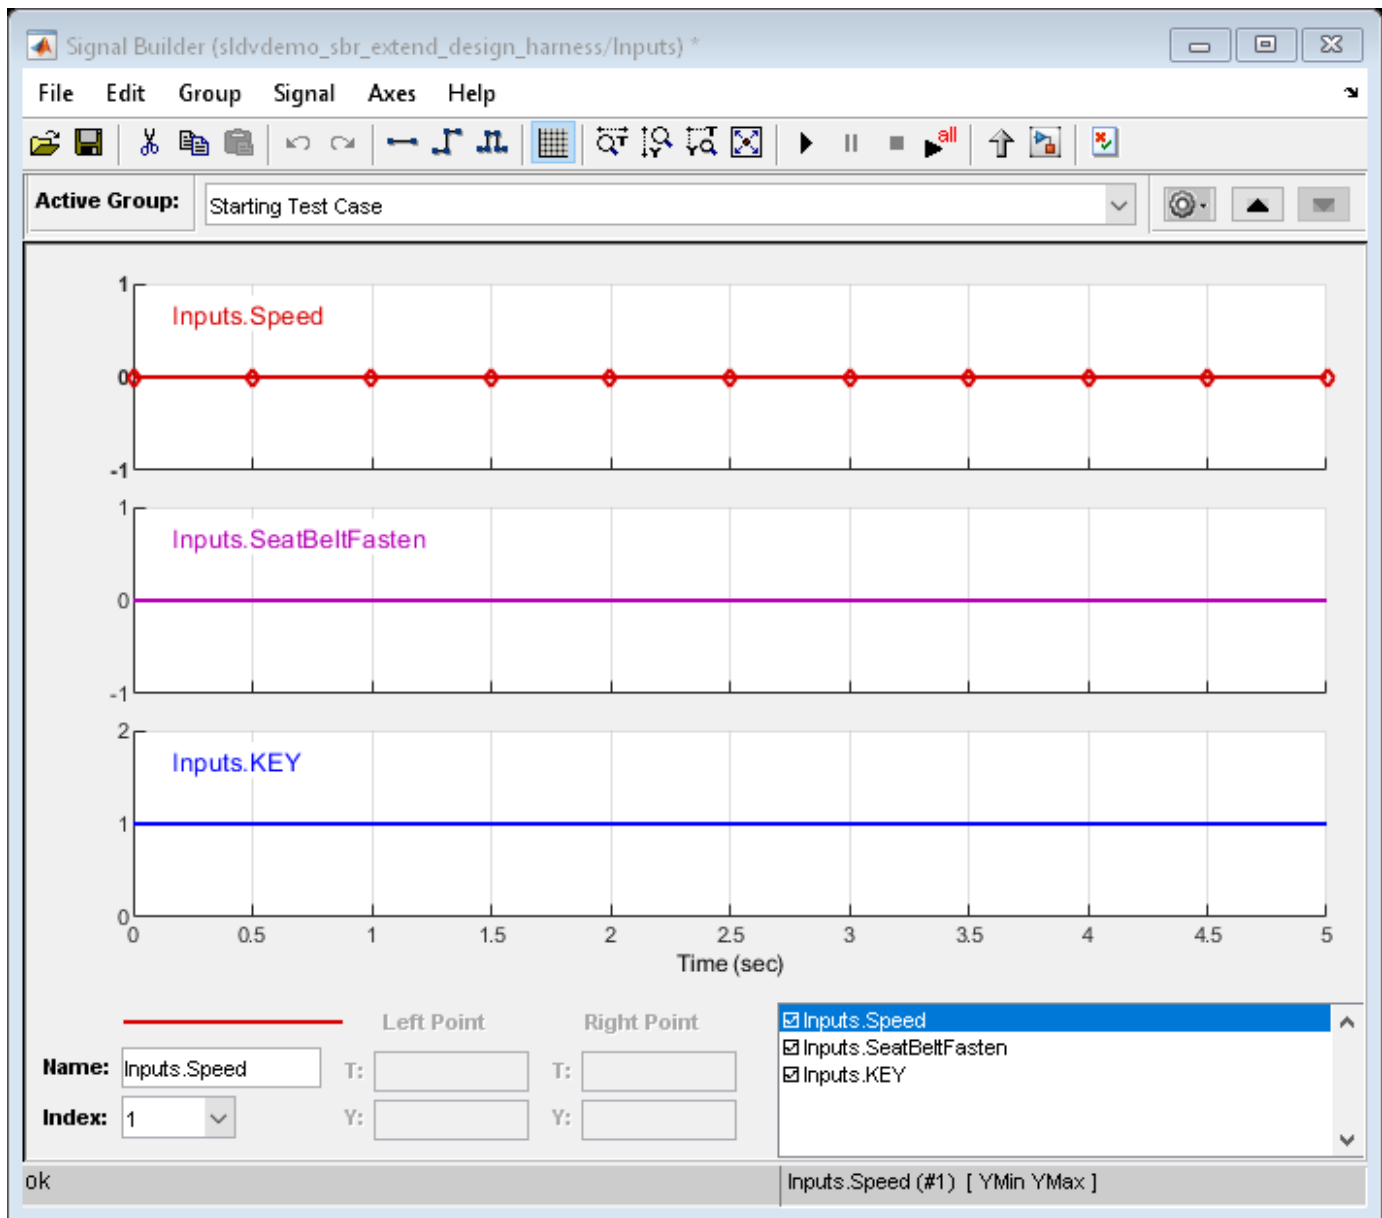 Signal Builder (sldvdemo_sbr_extend_design_harness/Inputs) *
File Edit Group Signal Axes Help
all
Active Group: Starting Test Case
1
Inputs.Speed
0
-1
1
Inputs.SeatBeltFasten
0
-1
2
Inputs.KEY
1
0
0 0.5 1 1.5 2 2.5 3 3.5 4 4.5 5
Time (sec)
Left Point Right Point
Name: Inputs.Speed T: T:
Index: 1 Y: Y:
Inputs.Speed
Inputs.SeatBeltFasten
Inputs.KEY
ok
Inputs.Speed (#1) [ YMin YMax ]